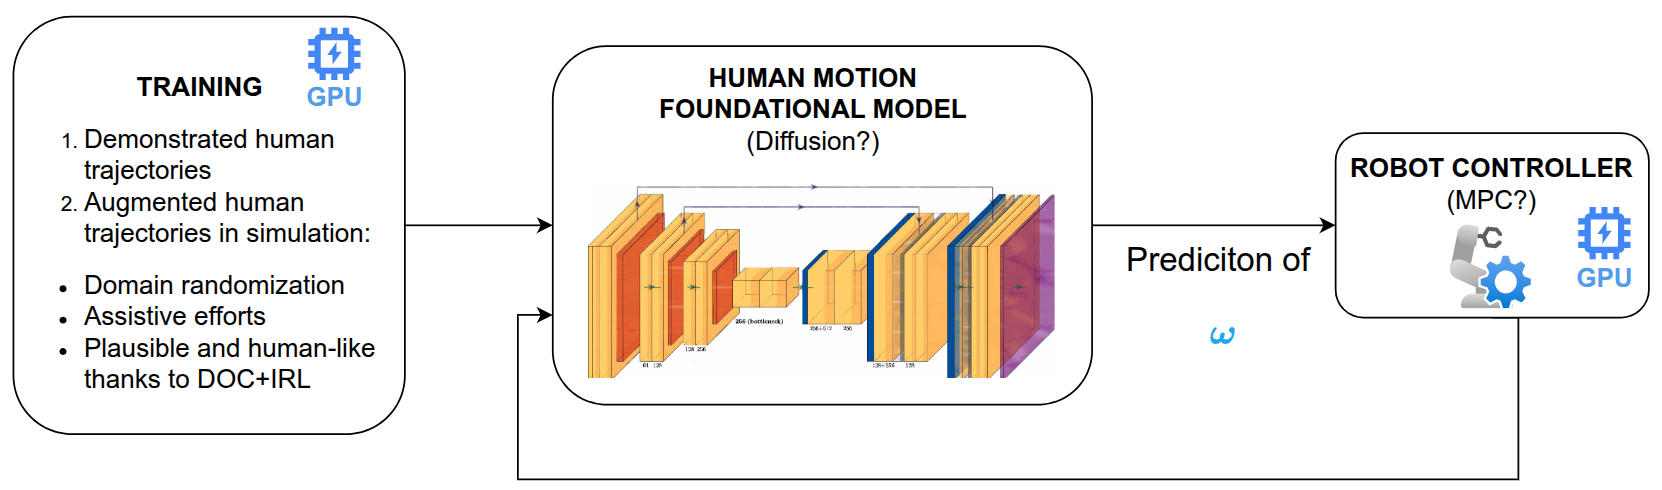 TRAINING
GPU
1. Demonstrated human
trajectories
2. Augmented human
trajectories in simulation:
• Domain randomization
• Assistive efforts
• Plausible and human-like
thanks to DOC+IRL
HUMAN MOTION
FOUNDATIONAL MODEL
(Diffusion?)
64 128
128 256
256 (bottleneck)
256+512 256
128+256 128
Prediciton of
ω
ROBOT CONTROLLER
(MPC?)
GPU